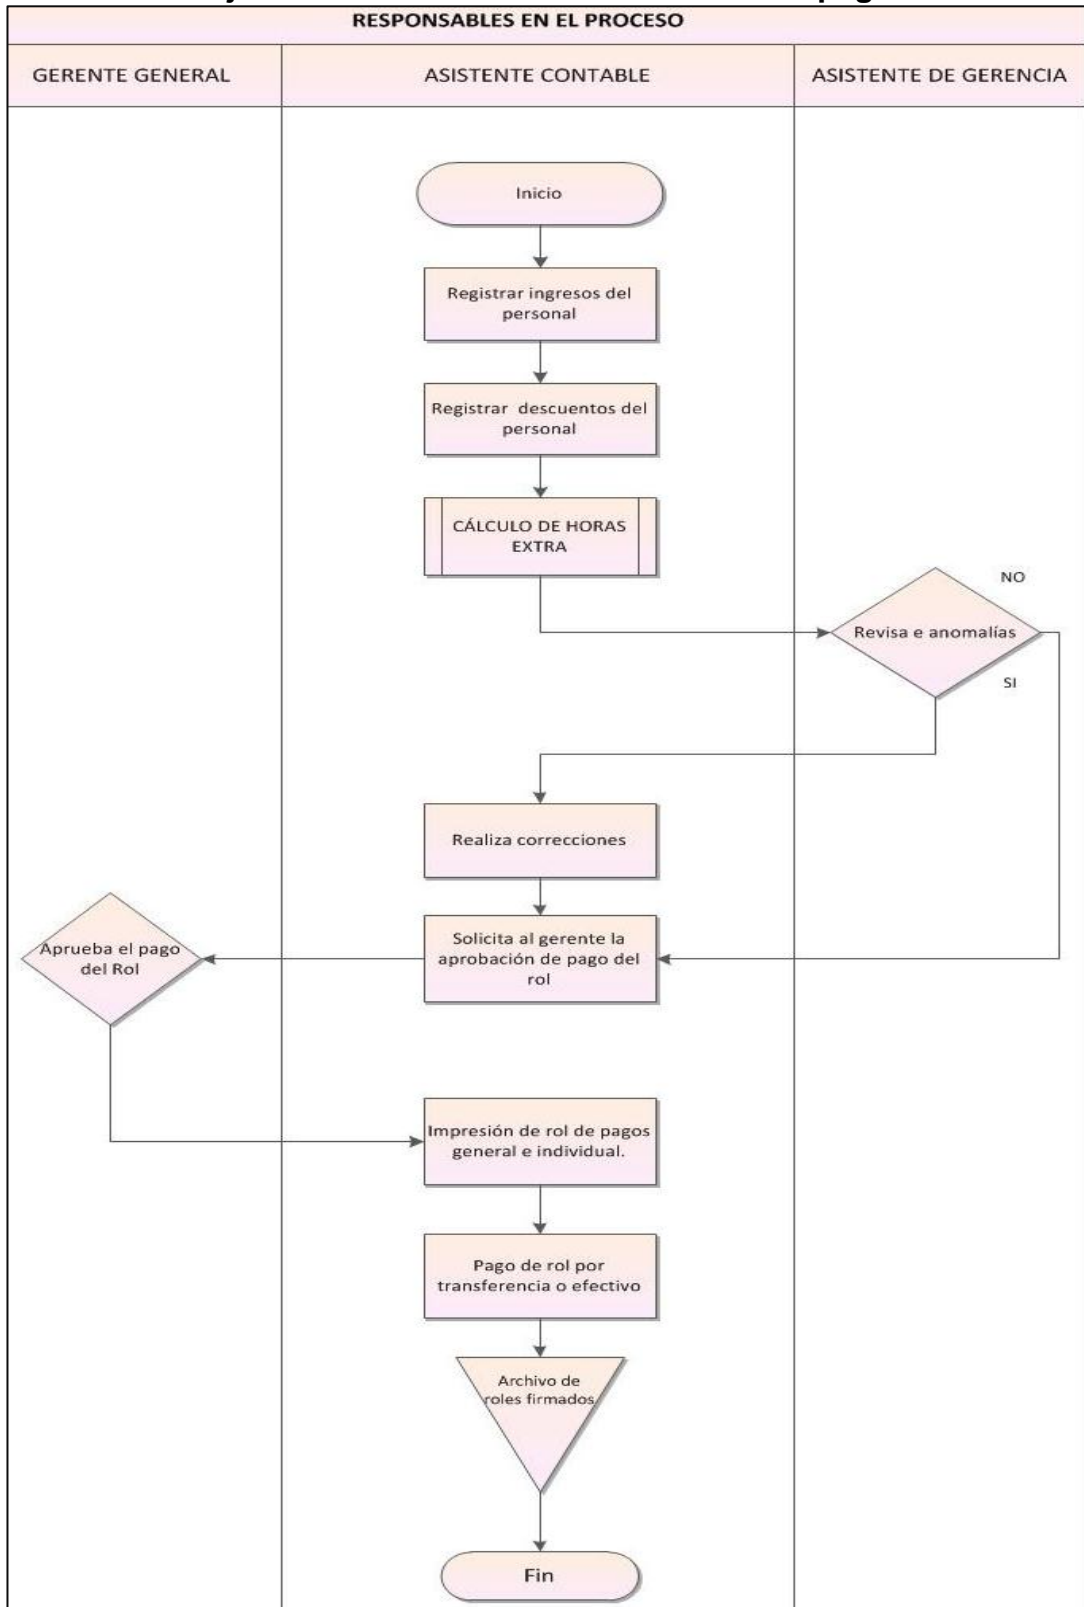 RESPONSABLES EN EL PROCESO
GERENTE GENERAL
ASISTENTE CONTABLE
ASISTENTE DE GERENCIA
Inicio
Registrar ingresos del
personal
Registrar descuentos del
personal
CÁLCULO DE HORAS
EXTRA
NO
Revisa e anomalías
SI
Realiza correcciones
Aprueba el pago
del Rol
Solicita al gerente la
aprobación de pago del
rol
Impresión de rol de pagos
general e individual.
Pago de rol por
transferencia o efectivo
Archivo de
roles firmados
Fin